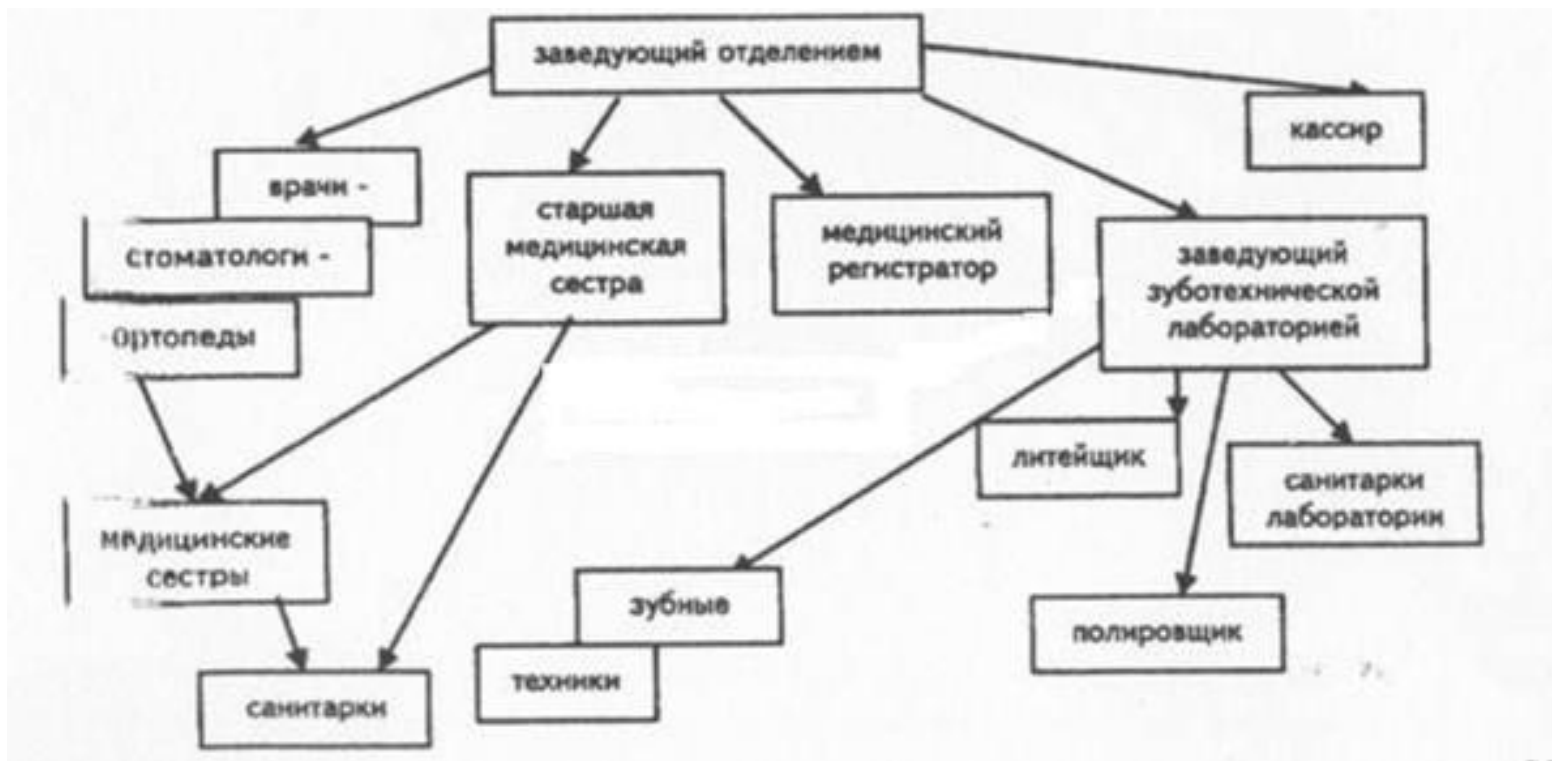 заведующий отделением
кассир
врачи -
стоматологи -
ортопеды
старшая
медицинская
сестра
медицинский
регистратор
заведующий
зуботехнической
лабораторией
литейщик
санитарки
лаборатории
медицинские
сестры
зубные
техники
полировщик
санитарки